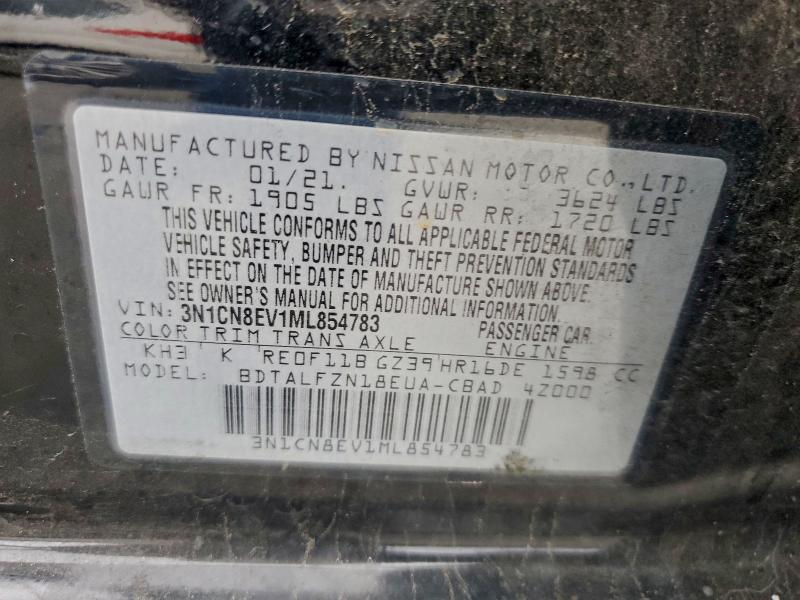 MANUFACTURED BY NISSAN MOTOR CO., LTD.
DATE: 01/21. GVWR: 3624 LBS
GAWR FR: 1905 LBS GAWR RR: 1720 LBS
THIS VEHICLE CONFORMS TO ALL APPLICABLE FEDERAL MOTOR
VEHICLE SAFETY, BUMPER AND THEFT PREVENTION STANDARDS
IN EFFECT ON THE DATE OF MANUFACTURE SHOWN ABOVE.
SEE OWNER'S MANUAL FOR ADDITIONAL INFORMATION.
VIN: 3N1CN8EV1ML854783 PASSENGER CAR
COLOR TRIM TRANS AXLE ENGINE
KH3 K RE0F11B GZ39 HR16DE 1598 CC
MODEL: BDTALFZN18EUA-CBAD 4Z000
3N1CN8EV1ML854783